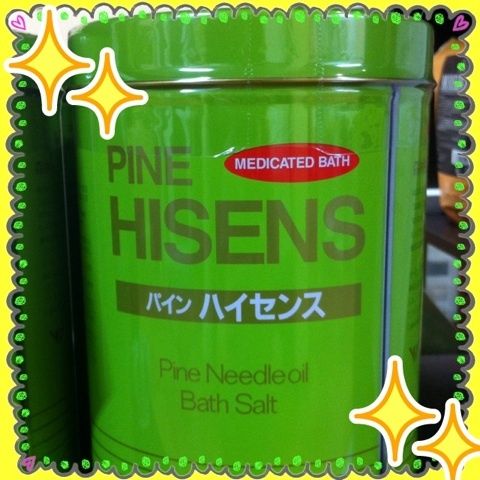 PINE
MEDICATED BATH
HISENS
パイン ハイセンス
Pine Needle oil
Bath Salt